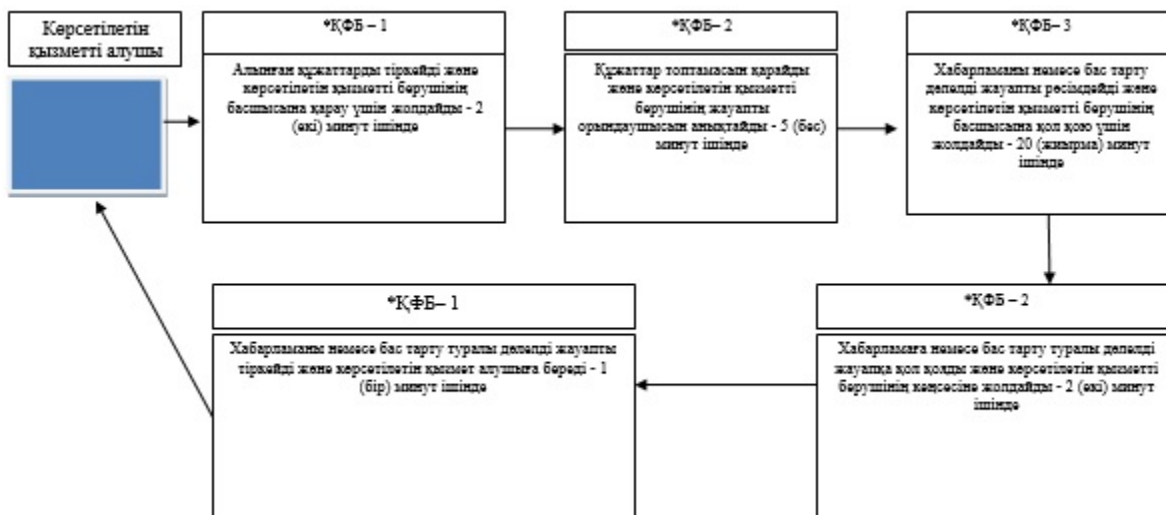 Көрсетілетін
қызметті алушы
*ҚФБ – 1
Алынған құжаттарды тіркейді және
көрсетілетін қызметті берушінің
басшысына қарау үшін жолдайды - 2
(екі) минут ішінде
*ҚФБ– 2
Құжаттар топтамасын қарайды
және көрсетілетін қызметті
берушінің жауапты
орындаушысын анықтайды - 5 (бес)
минут ішінде
*ҚФБ– 3
Хабарламаны немесе бас тарту
дәлелді жауапты рәсімдейді және
көрсетілетін қызметті берушінің
басшысына қол қою үшін
жолдайды - 20 (жиырма) минут
ішінде
*ҚФБ – 2
Хабарламаға немесе бас тарту туралы дәлелді
жауапқа қол қояды және көрсетілетін қызметті
берушінің кеңсесіне жолдайды - 2 (екі) минут
ішінде
*ҚФБ– 1
Хабарламаны немесе бас тарту туралы дәлелді жауапты
тіркейді және көрсетілетін қызмет алушыға береді - 1
(бір) минут ішінде